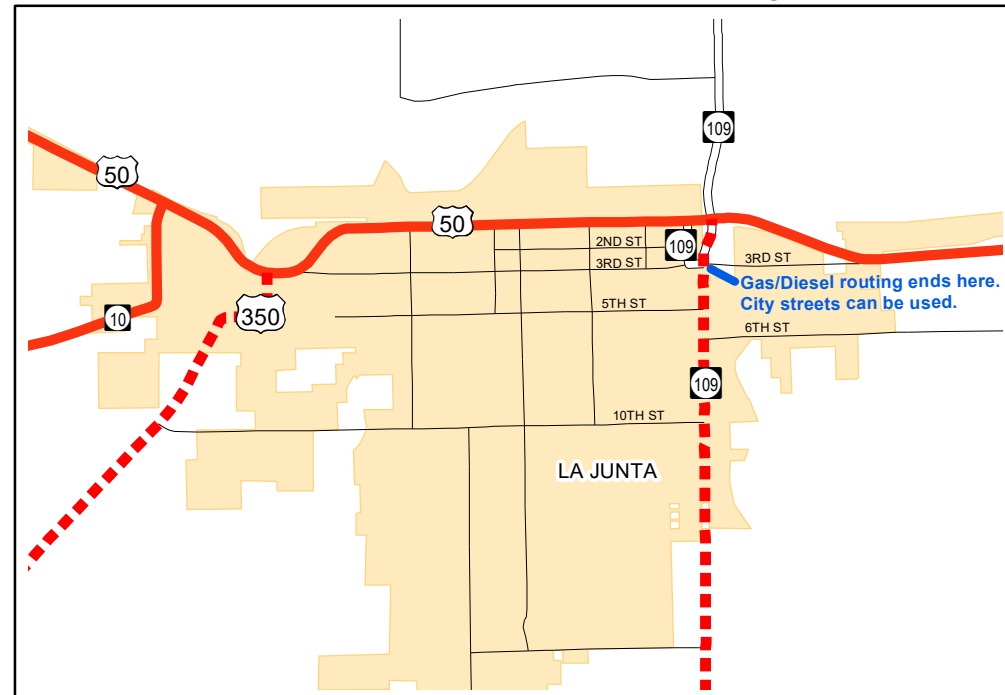 109
50
50
2ND ST
109
3RD ST
3RD ST
Gas/Diesel routing ends here.
City streets can be used.
350
10
5TH ST
6TH ST
109
10TH ST
LA JUNTA